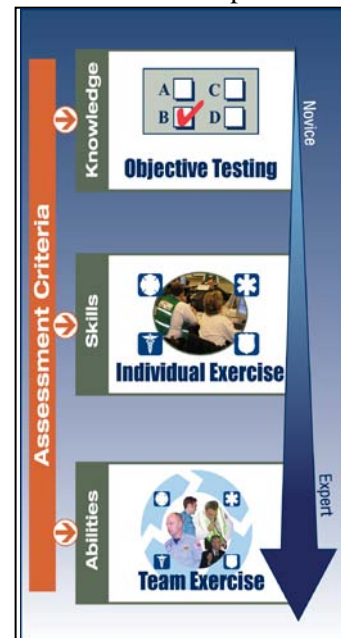 Assessment Criteria
Knowledge
A C
B D
Objective Testing
Skills
Individual Exercise
Abilities
Team Exercise
Novice
Expert